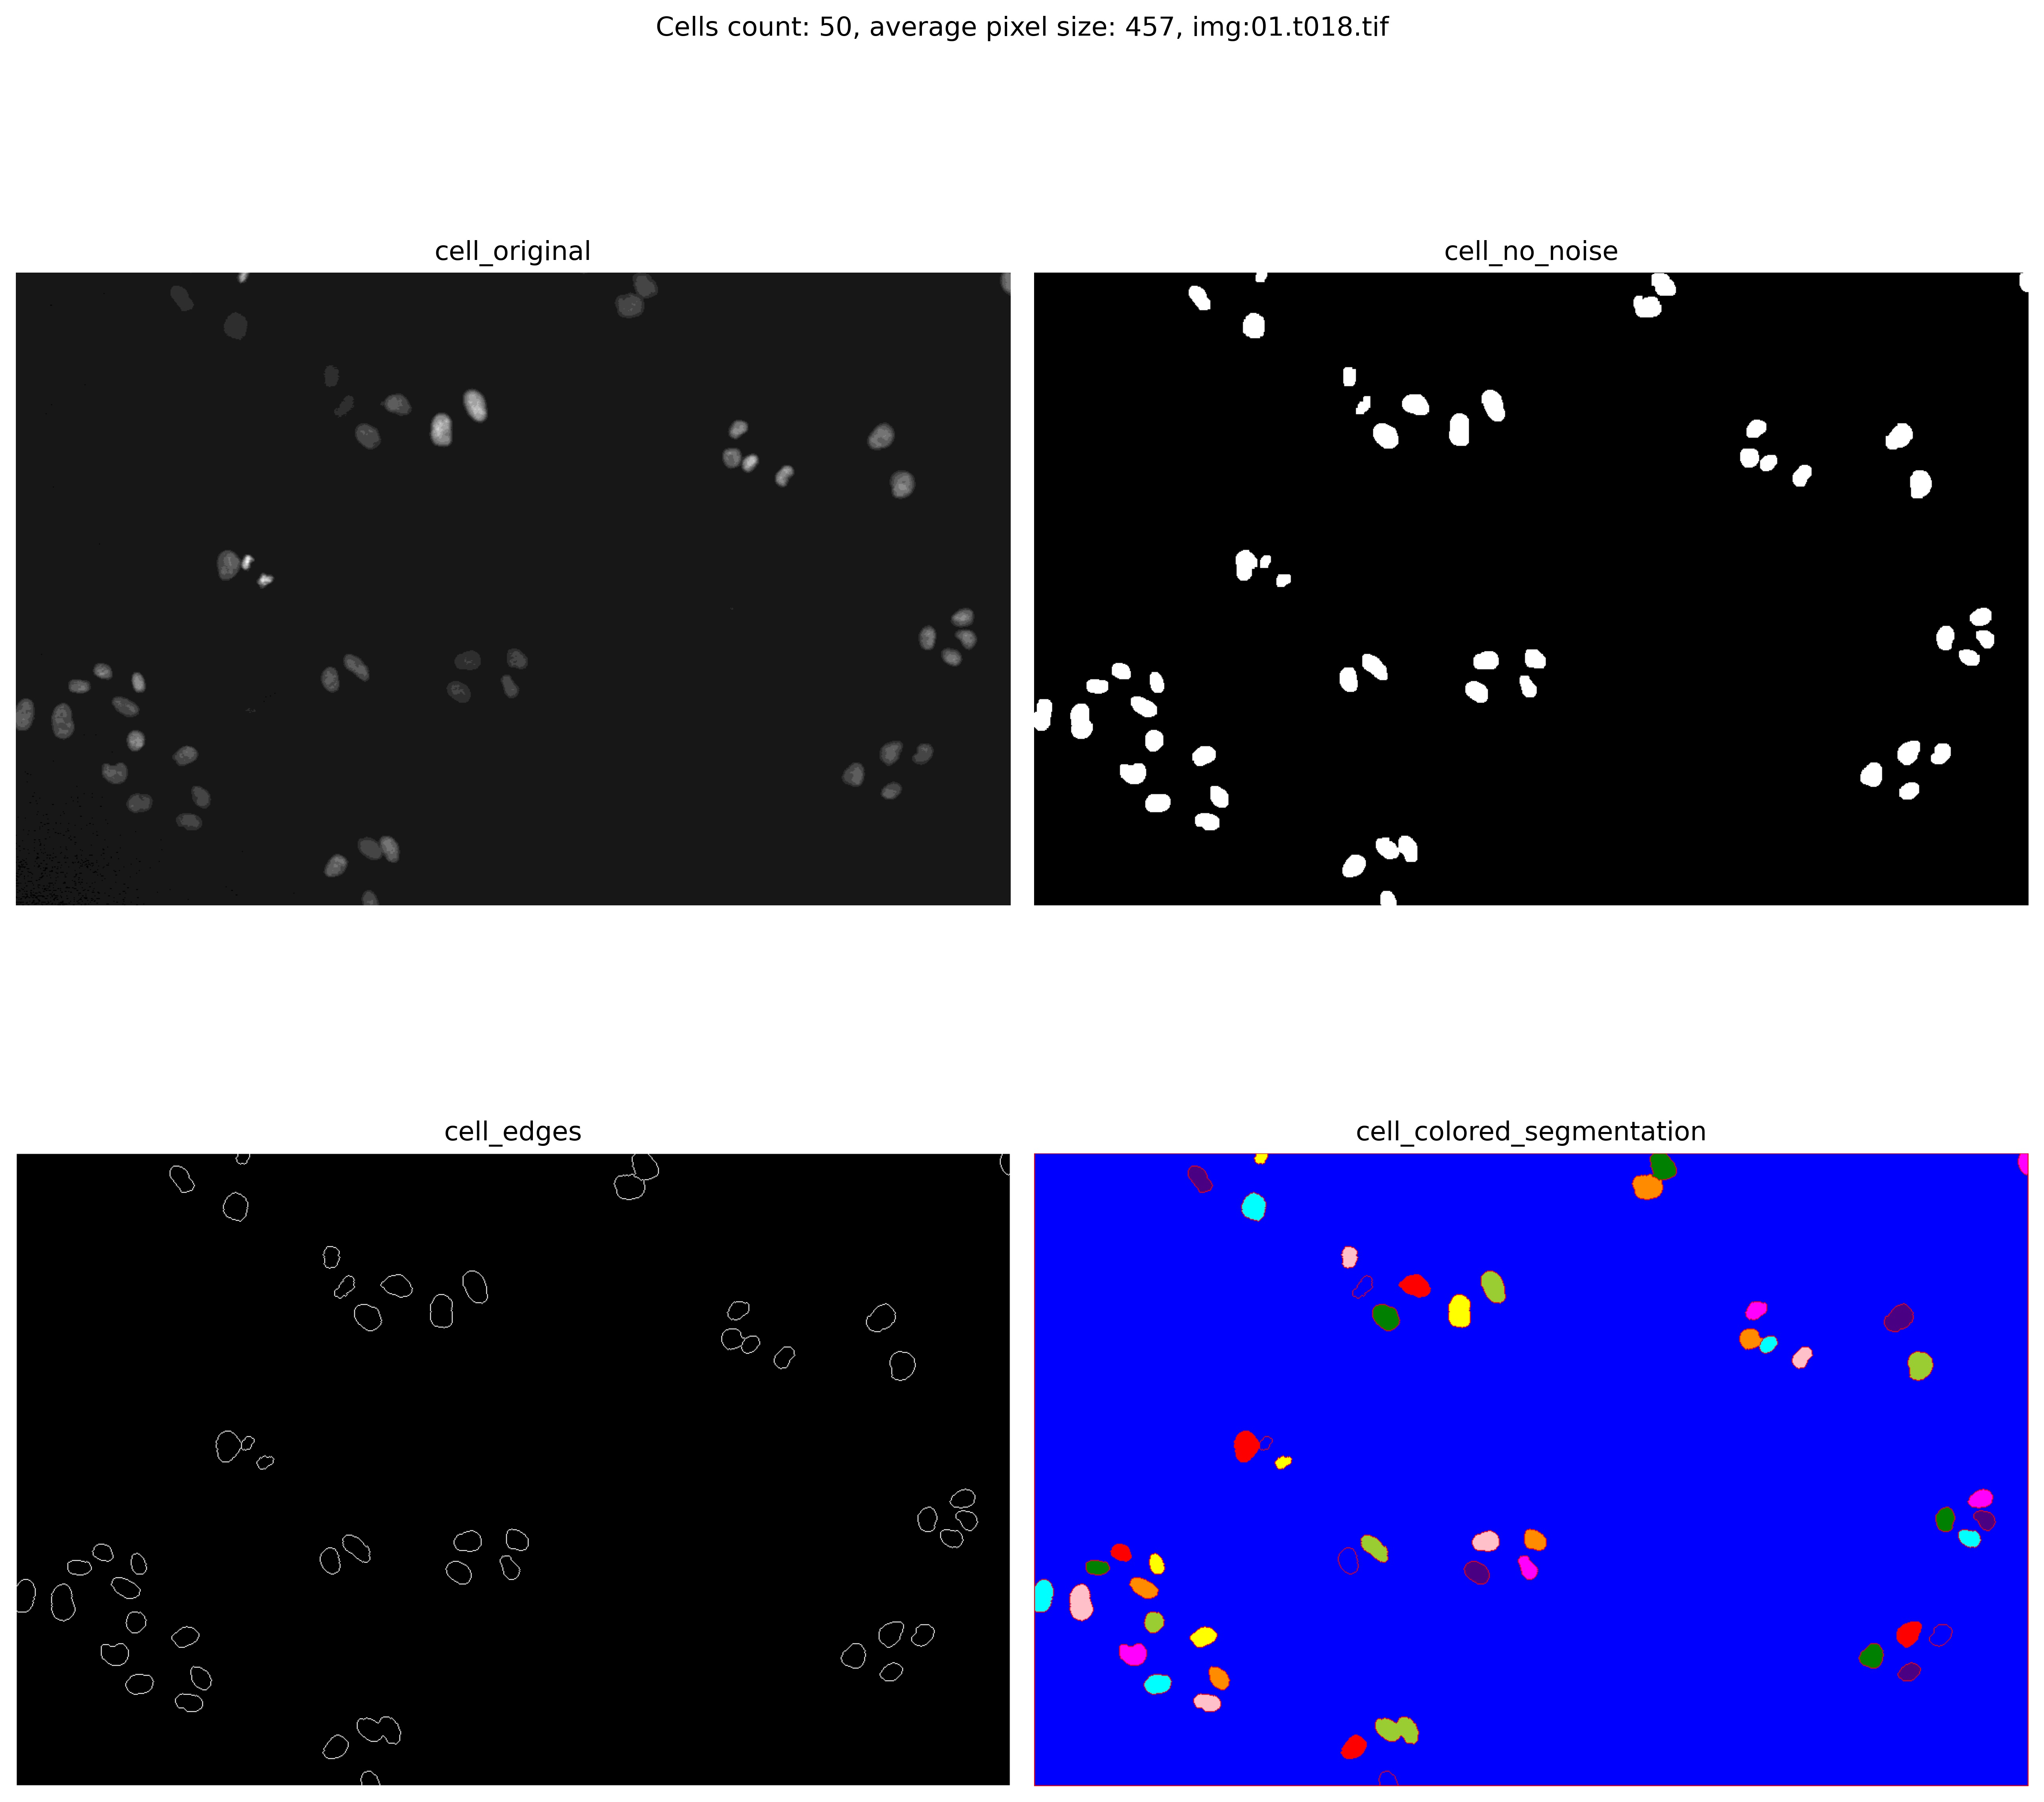 Cells count: 50, average pixel size: 457, img:01.t018.tif
cell_original
cell_no_noise
cell_edges
cell_colored_segmentation